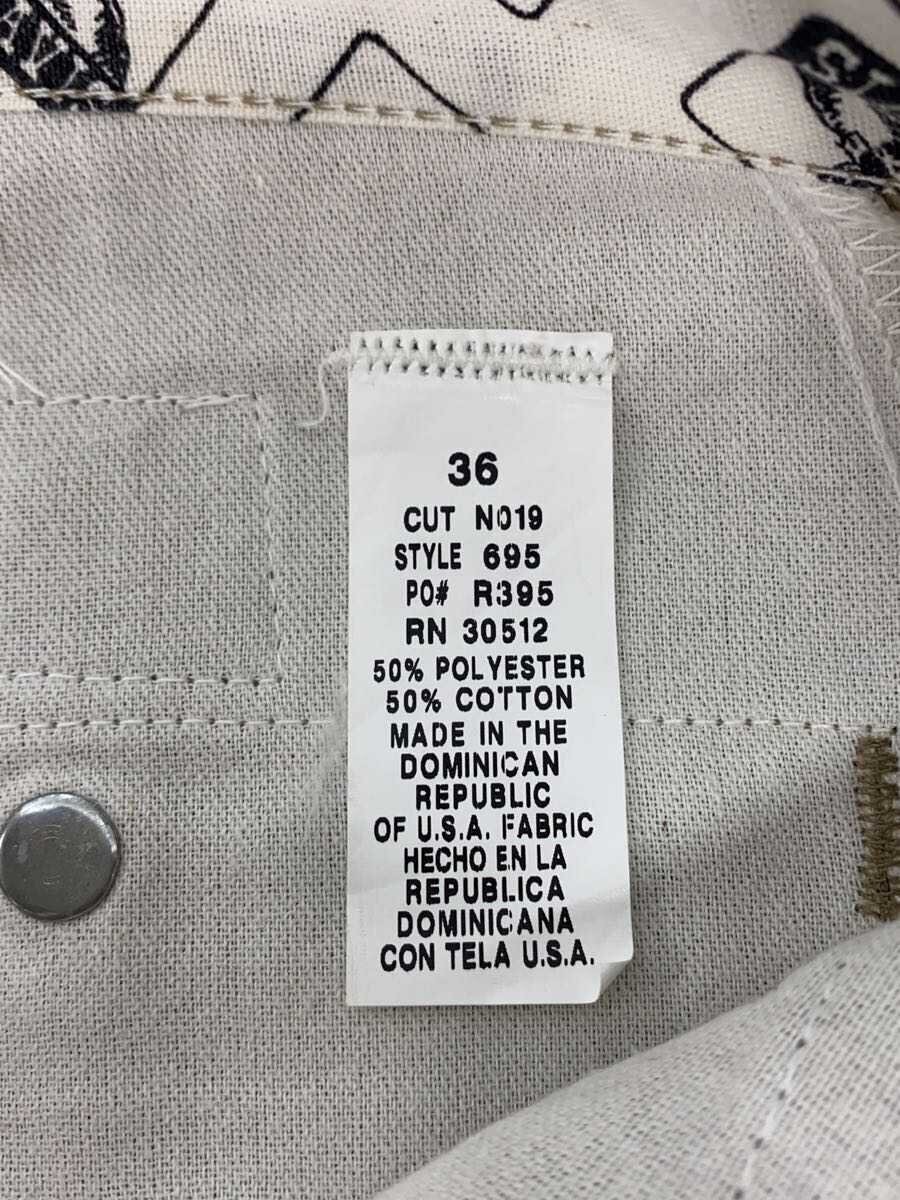 36
CUT N019
STYLE 695
PO# R395
RN 30512
50% POLYESTER
50% COTTON
MADE IN THE
DOMINICAN
REPUBLIC
OF U.S.A. FABRIC
HECHO EN LA
REPUBLICA
DOMINICANA
CON TELA U.S.A.